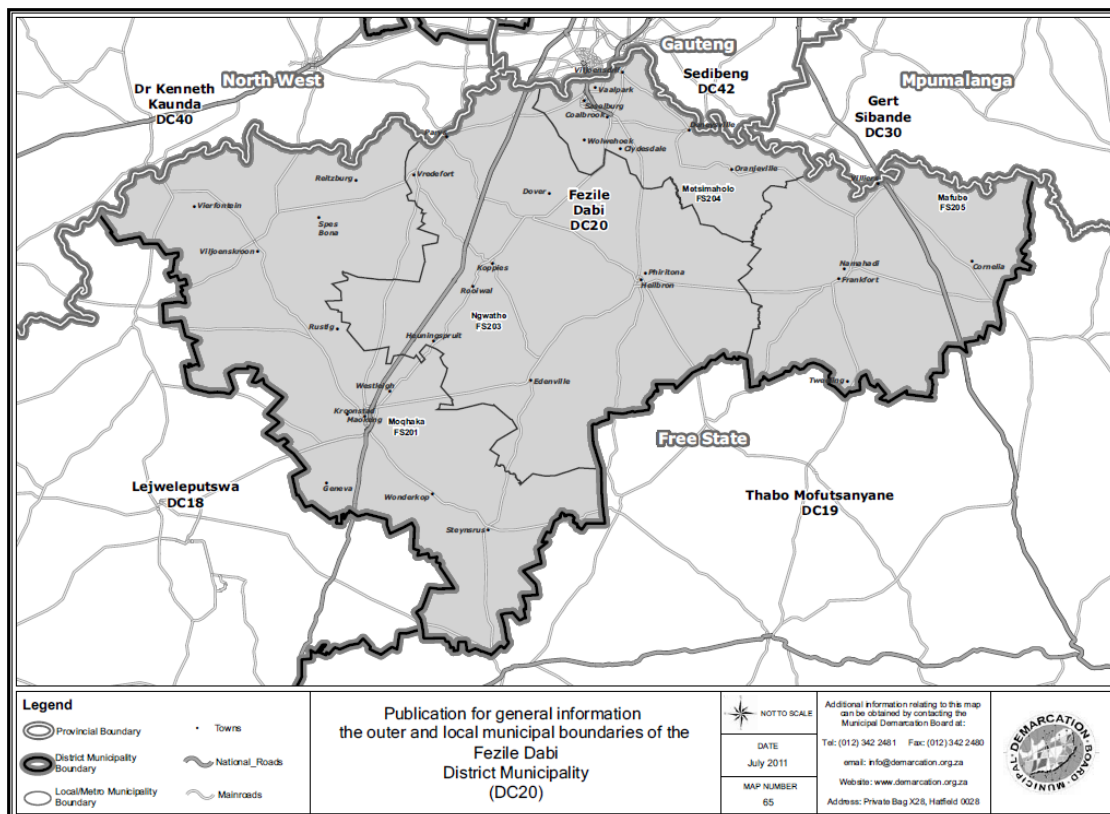 Gauteng
North West
Sedibeng
DC42
Mpumalanga
Dr Kenneth
Kaunda
DC40
Gert
Sibande
DC30
Viljoensdrif
Vaalpark
Sasolburg
Coalbrook
Deneysville
Wolwehoek
Clydesdale
Parys
Oranjeville
Reitzburg
Vredefort
Villiers
Dover
Fezile
Dabi
DC20
Metsimaholo
FS204
Mafube
FS205
Vierfontein
Spes
Bona
Viljoenskroon
Koppies
Phiritona
Heilbron
Namahadi
Frankfort
Cornelia
Rooiwal
Ngwathe
FS203
Rustig
Heuningspruit
Westleigh
Edenville
Tweeling
Kroonstad
Maokeng
Moqhaka
FS201
Free State
Lejweleputswa
DC18
Geneva
Wonderkop
Thabo Mofutsanyane
DC19
Steynsrus
Legend
Provincial Boundary
Towns
District Municipality
Boundary
National_Roads
Local/Metro Municipality
Boundary
Mainroads
Publication for general information
the outer and local municipal boundaries of the
Fezile Dabi
District Municipality
(DC20)
NOT TO SCALE
DATE
July 2011
MAP NUMBER
65
Additional information relating to this map
can be obtained by contacting the
Municipal Demarcation Board at:
Tel: (012) 342 2481 Fax: (012) 342 2480
email: info@demarcation.org.za
Website: www.demarcation.org.za
Address: Private Bag X28, Hatfield 0028
MUNICIPAL DEMARCATION BOARD